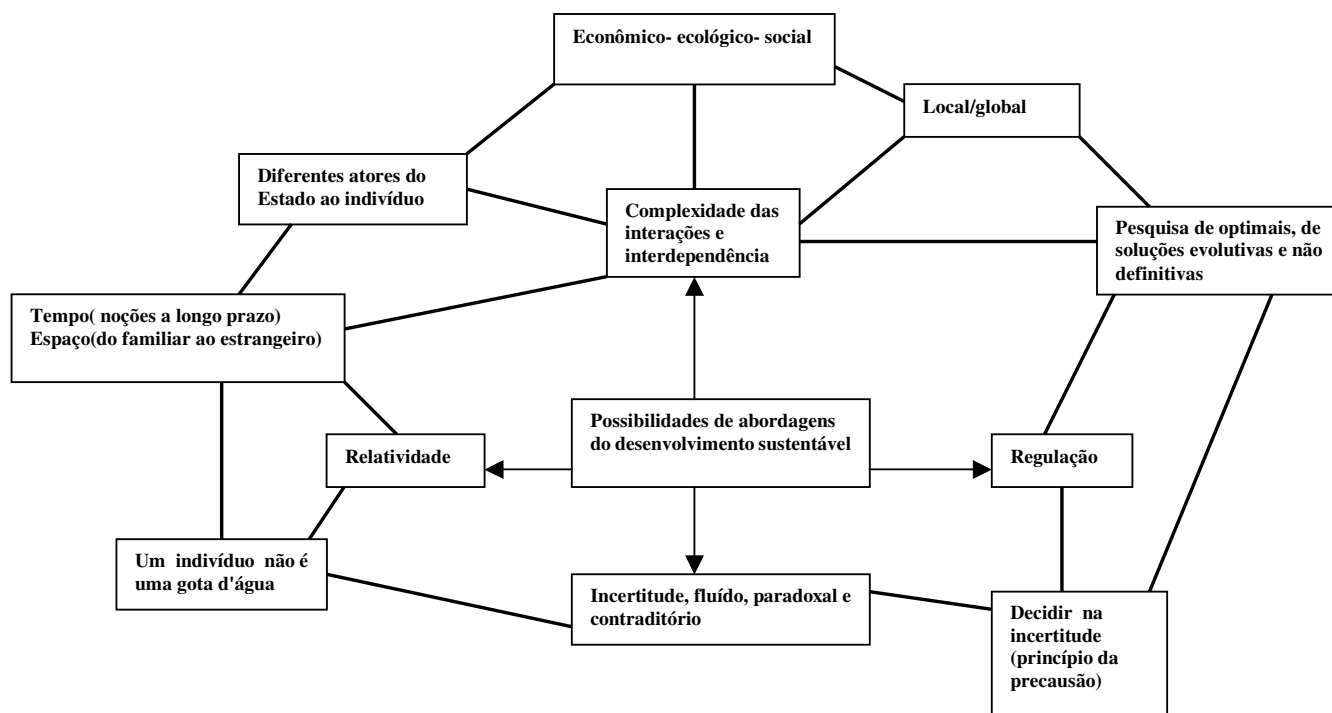 Econômico- ecológico- social
Local/global
Diferentes atores do
Estado ao indivíduo
Complexidade das
interações e
interdependência
Pesquisa de optimais, de
soluções evolutivas e não
definitivas
Tempo( noções a longo prazo)
Espaço(do familiar ao estrangeiro)
Possibilidades de abordagens
do desenvolvimento sustentável
Relatividade
Regulação
Um indivíduo não é
uma gota d'água
Incertitude, fluído, paradoxal e
contraditório
Decidir na
incertitude
(princípio da
precausão)